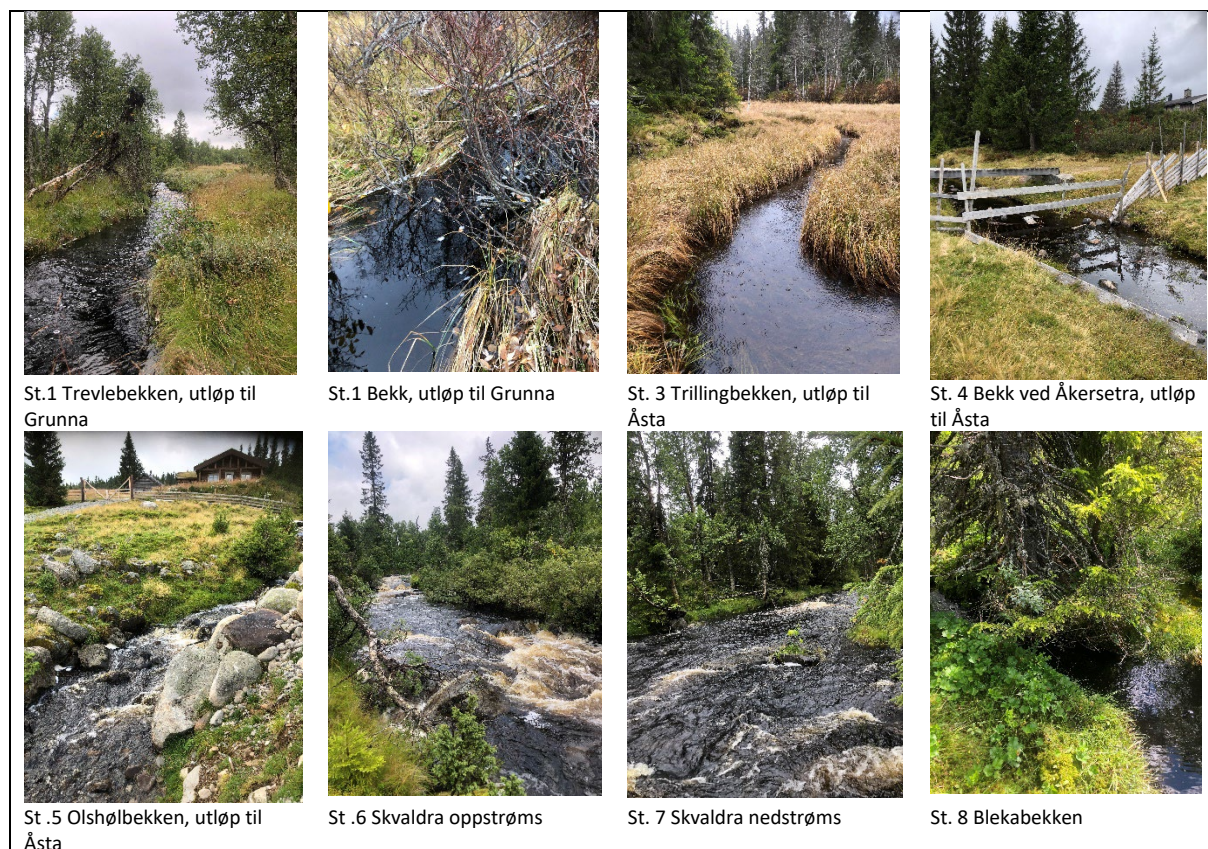 St.1 Trevlebekken, utløp til
Grunna
St.1 Bekk, utløp til Grunna
St. 3 Trillingbekken, utløp til
Åsta
St. 4 Bekk ved Åkersetra, utløp
til Åsta
St .5 Olshølbekken, utløp til
Åsta
St .6 Skvaldra oppstrøms
St. 7 Skvaldra nedstrøms
St. 8 Blekabekken